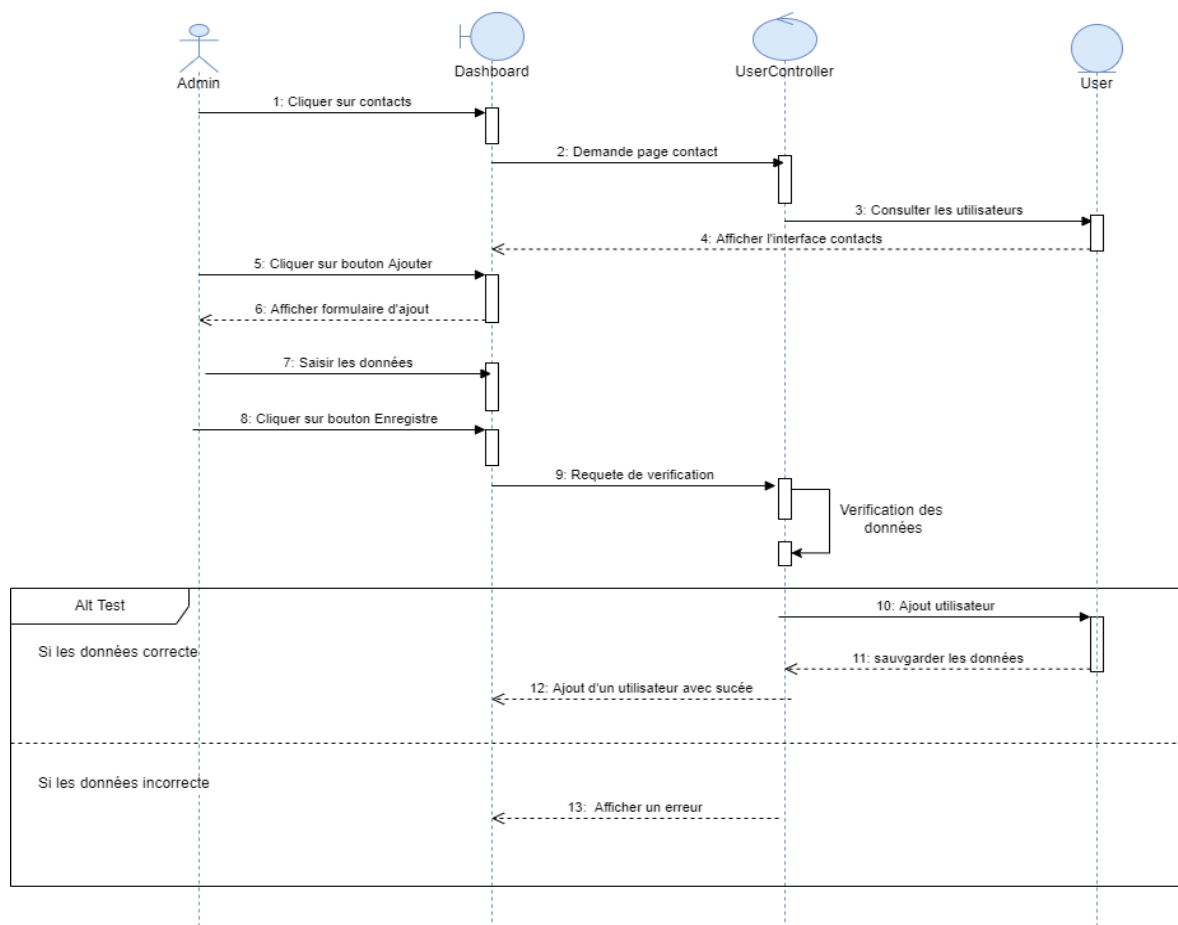 Admin
Dashboard
UserController
User
1: Cliquer sur contacts
2: Demande page contact
3: Consulter les utilisateurs
4: Afficher l'interface contacts
5: Cliquer sur bouton Ajouter
6: Afficher formulaire d'ajout
7: Saisir les données
8: Cliquer sur bouton Enregistre
9: Requete de verification
Verification des
données
Alt Test
10: Ajout utilisateur
Si les données correcte
11: sauvgarder les données
12: Ajout d'un utilisateur avec sucée
Si les données incorrecte
13: Afficher un erreur